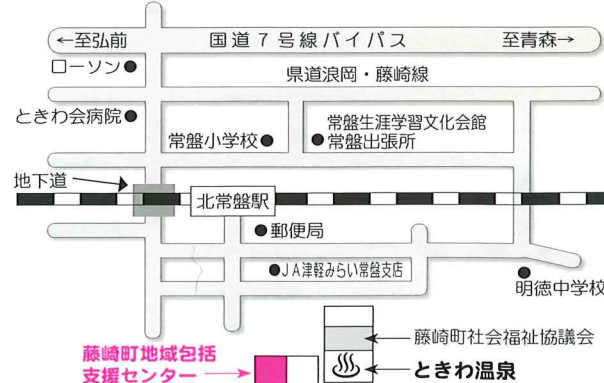 ←至弘前 国道7号線バイパス 至青森→
ローソン
県道浪岡・藤崎線
ときわ会病院
常盤小学校
常盤生涯学習文化会館
常盤出張所
地下道
北常盤駅
郵便局
JA津軽みらい常盤支店
明徳中学校
藤崎町社会福祉協議会
藤崎町地域包括
支援センター
ときわ温泉